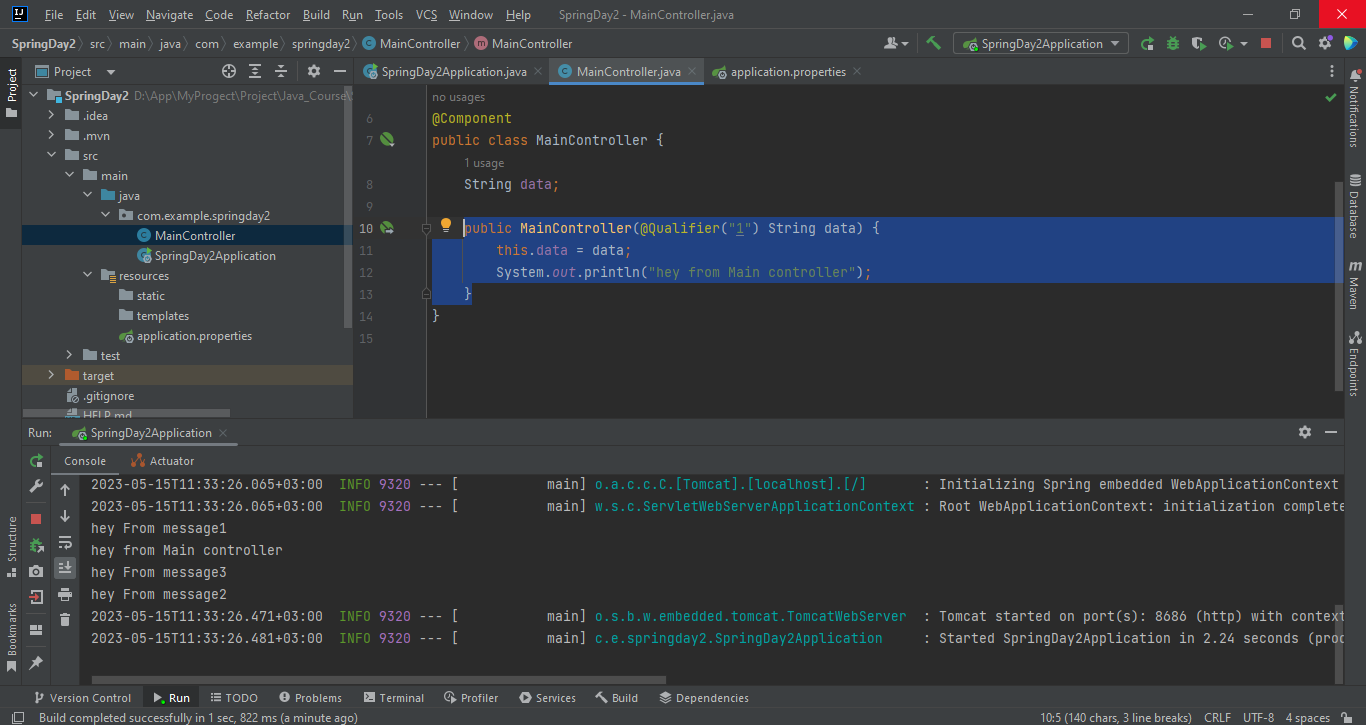 File Edit View Navigate Code Refactor Build Run Tools VCS Window Help SpringDay2 - MainController.java
SpringDay2 src main java com example springday2 MainController MainController SpringDay2Application
Project
SpringDay2Application.java MainController.java application.properties
Project
SpringDay2 D:\App\MyProgect\Project\Java_Course\
.idea
.mvn
src
main
java
com.example.springday2
MainController
SpringDay2Application
resources
static
templates
application.properties
test
target
.gitignore
HELP.md
no usages
6 @Component
7 public class MainController {
1 usage
8 String data;
9
10 public MainController(@Qualifier("1") String data) {
11 this.data = data;
12 System.out.println("hey from Main controller");
13 }
14 }
15
Notifications
Database
Maven
Endpoints
Run: SpringDay2Application
Console Actuator
2023-05-15T11:33:26.065+03:00 INFO 9320 --- [ main] o.a.c.c.C.[Tomcat].[localhost].[/] : Initializing Spring embedded WebApplicationContext
2023-05-15T11:33:26.065+03:00 INFO 9320 --- [ main] w.s.c.ServletWebServerApplicationContext : Root WebApplicationContext: initialization complete
hey From message1
hey from Main controller
hey From message3
hey From message2
2023-05-15T11:33:26.471+03:00 INFO 9320 --- [ main] o.s.b.w.embedded.tomcat.TomcatWebServer : Tomcat started on port(s): 8686 (http) with context
2023-05-15T11:33:26.481+03:00 INFO 9320 --- [ main] c.e.springday2.SpringDay2Application : Started SpringDay2Application in 2.24 seconds (proc
Structure
Bookmarks
Version Control Run TODO Problems Terminal Profiler Services Build Dependencies
Build completed successfully in 1 sec, 822 ms (a minute ago) 10:5 (140 chars, 3 line breaks) CRLF UTF-8 4 spaces